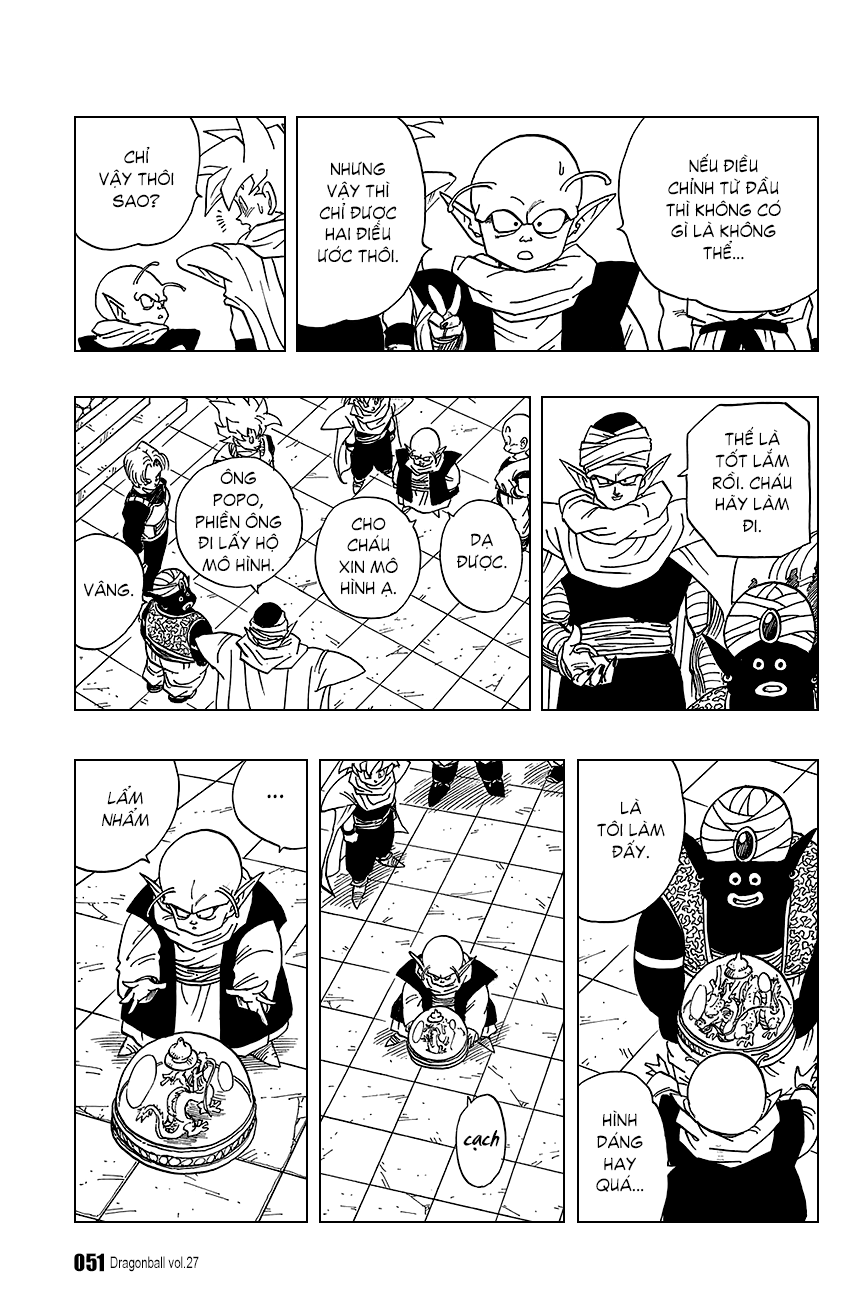 NẾU ĐIỀU
CHỈNH TỪ ĐẦU
THÌ KHÔNG CÓ
GÌ LÀ KHÔNG
THỂ...
NHƯNG
VẬY THÌ
CHỈ ĐƯỢC
HAI ĐIỀU
ƯỚC THÔI.
CHỈ
VẬY THÔI
SAO?
THẾ LÀ
TỐT LẮM
RỒI. CHÁU
HÃY LÀM
ĐI.
DẠ
ĐƯỢC.
CHO
CHÁU
XIN MÔ
HÌNH Ạ.
ÔNG
POPO,
PHIỀN ÔNG
ĐI LẤY HỘ
MÔ HÌNH.
VÂNG.
LÀ
TÔI LÀM
ĐẤY.
HÌNH
DÁNG
HAY
QUÁ...
cạch
...
LẨM
NHẨM
051 Dragonball vol.27